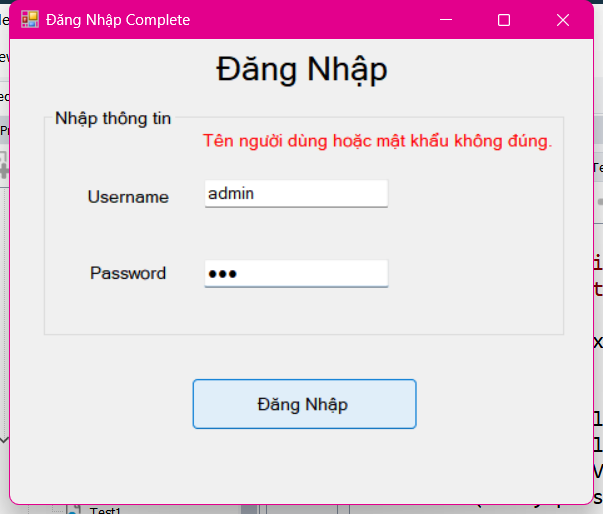 Đăng Nhập Complete
Đăng Nhập
Nhập thông tin
Tên người dùng hoặc mật khẩu không đúng.
Username
admin
Password
●●●
Đăng Nhập
Test1